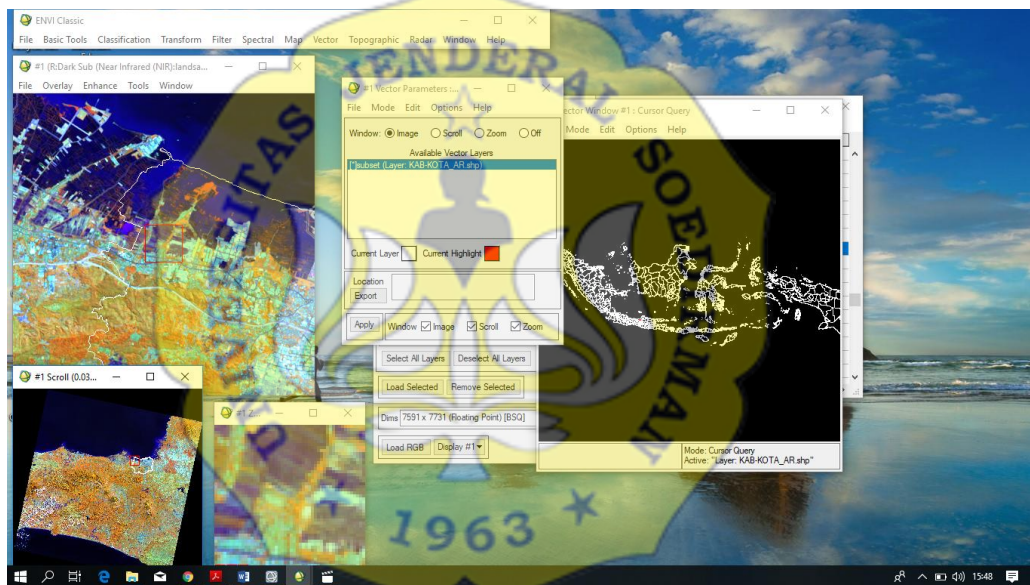 ENVI Classic
File Basic Tools Classification Transform Filter Spectral Map Vector Topographic Radar Window Help
#1 (R:Dark Sub (Near Infrared (NIR):landsa...
File Overlay Enhance Tools Window
#1 Vector Parameters :...
File Mode Edit Options Help
Window: Image Scroll Zoom Off
Available Vector Layers
[*]subset (Layer: KAB-KOTA_AR.shp)
Current Layer Current Highlight
Location
Export
Apply Window Image Scroll Zoom
Select All Layers Deselect All Layers
Load Selected Remove Selected
Dims 7591 x 7731 (Floating Point) [BSQ]
Load RGB Display #1
ector Window #1 : Cursor Query
Mode Edit Options Help
Mode: Cursor Query
Active: "Layer: KAB-KOTA_AR.shp"
#1 Scroll (0.03...
#1 Z...
JENDERAL SOEDIRMAN
1963
15:48